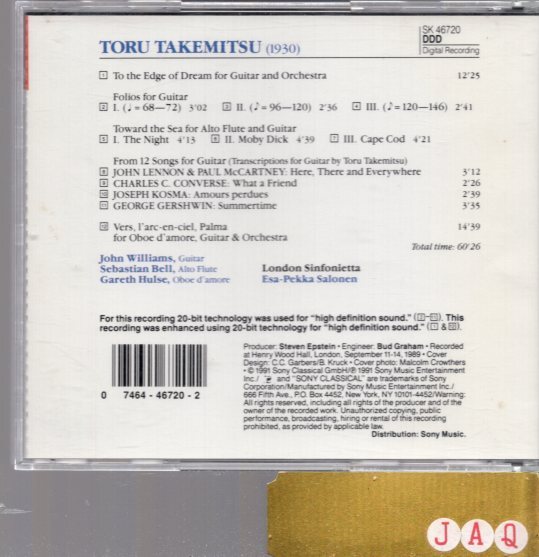 TORU TAKEMITSU (1930)
SK 46720
DDD
Digital Recording
1 To the Edge of Dream for Guitar and Orchestra 12'25
Folios for Guitar
2 I. (♩=68—72) 3'02 3 II. (♩=96—120) 2'36 4 III. (♩=120—146) 2'41
Toward the Sea for Alto Flute and Guitar
5 I. The Night 4'13 6 II. Moby Dick 4'39 7 III. Cape Cod 4'21
From 12 Songs for Guitar (Transcriptions for Guitar by Toru Takemitsu)
8 JOHN LENNON & PAUL McCARTNEY: Here, There and Everywhere 3'12
9 CHARLES C. CONVERSE: What a Friend 2'26
10 JOSEPH KOSMA: Amours perdues 2'39
11 GEORGE GERSHWIN: Summertime 3'35
12 Vers, l'arc-en-ciel, Palma 14'39
for Oboe d'amore, Guitar & Orchestra
Total time: 60'26
John Williams, Guitar
Sebastian Bell, Alto Flute London Sinfonietta
Gareth Hulse, Oboe d'amore Esa-Pekka Salonen
For this recording 20-bit technology was used for "high definition sound." This
recording was enhanced using 20-bit technology for "high definition sound."
Producer: Steven Epstein • Engineer: Bud Graham • Recorded
at Henry Wood Hall, London, September 11-14, 1989 • Cover
Design: C.C. Garbers/B. Kruck • Cover photo: Malcolm Crowthers
• © 1991 Sony Classical GmbH/℗ 1991 Sony Music Entertainment
Inc./ and "SONY CLASSICAL" are trademarks of Sony
Corporation/Manufactured by Sony Music Entertainment Inc./
666 Fifth Ave., P.O. Box 4452, New York, NY 10101-4452/Warning:
All rights reserved, including all rights of the producer and of the
owner of the recorded work. Unauthorized copying, public
performance, broadcasting, hiring or rental of this recording
prohibited, as provided by applicable law.
Distribution: Sony Music.
0 7464-46720-2
JAQ